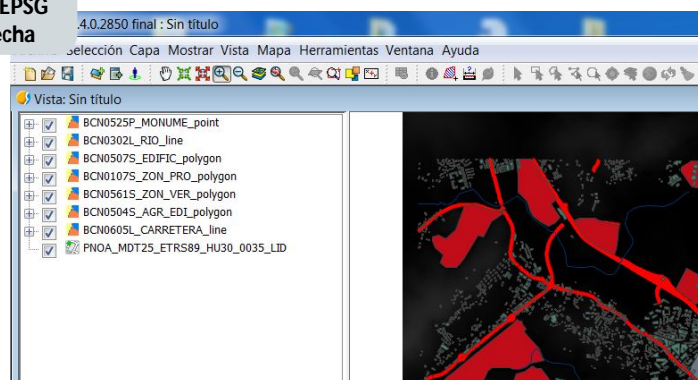 EPSG
echa
.4.0.2850 final : Sin título
Selección Capa Mostrar Vista Mapa Herramientas Ventana Ayuda
Vista: Sin título
BCN0525P_MONUME_point
BCN0302L_RIO_line
BCN0507S_EDIFIC_polygon
BCN0107S_ZON_PRO_polygon
BCN0561S_ZON_VER_polygon
BCN0504S_AGR_EDI_polygon
BCN0605L_CARRETERA_line
PNOA_MDT25_ETRS89_HU30_0035_LID